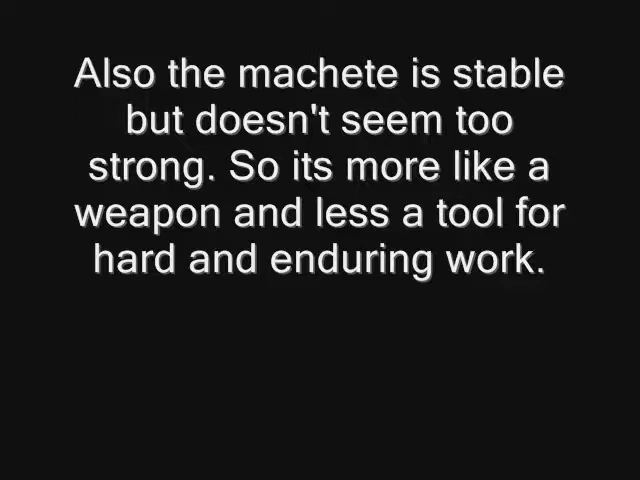 Also the machete is stable
but doesn't seem too
strong. So its more like a
weapon and less a tool for
hard and enduring work.